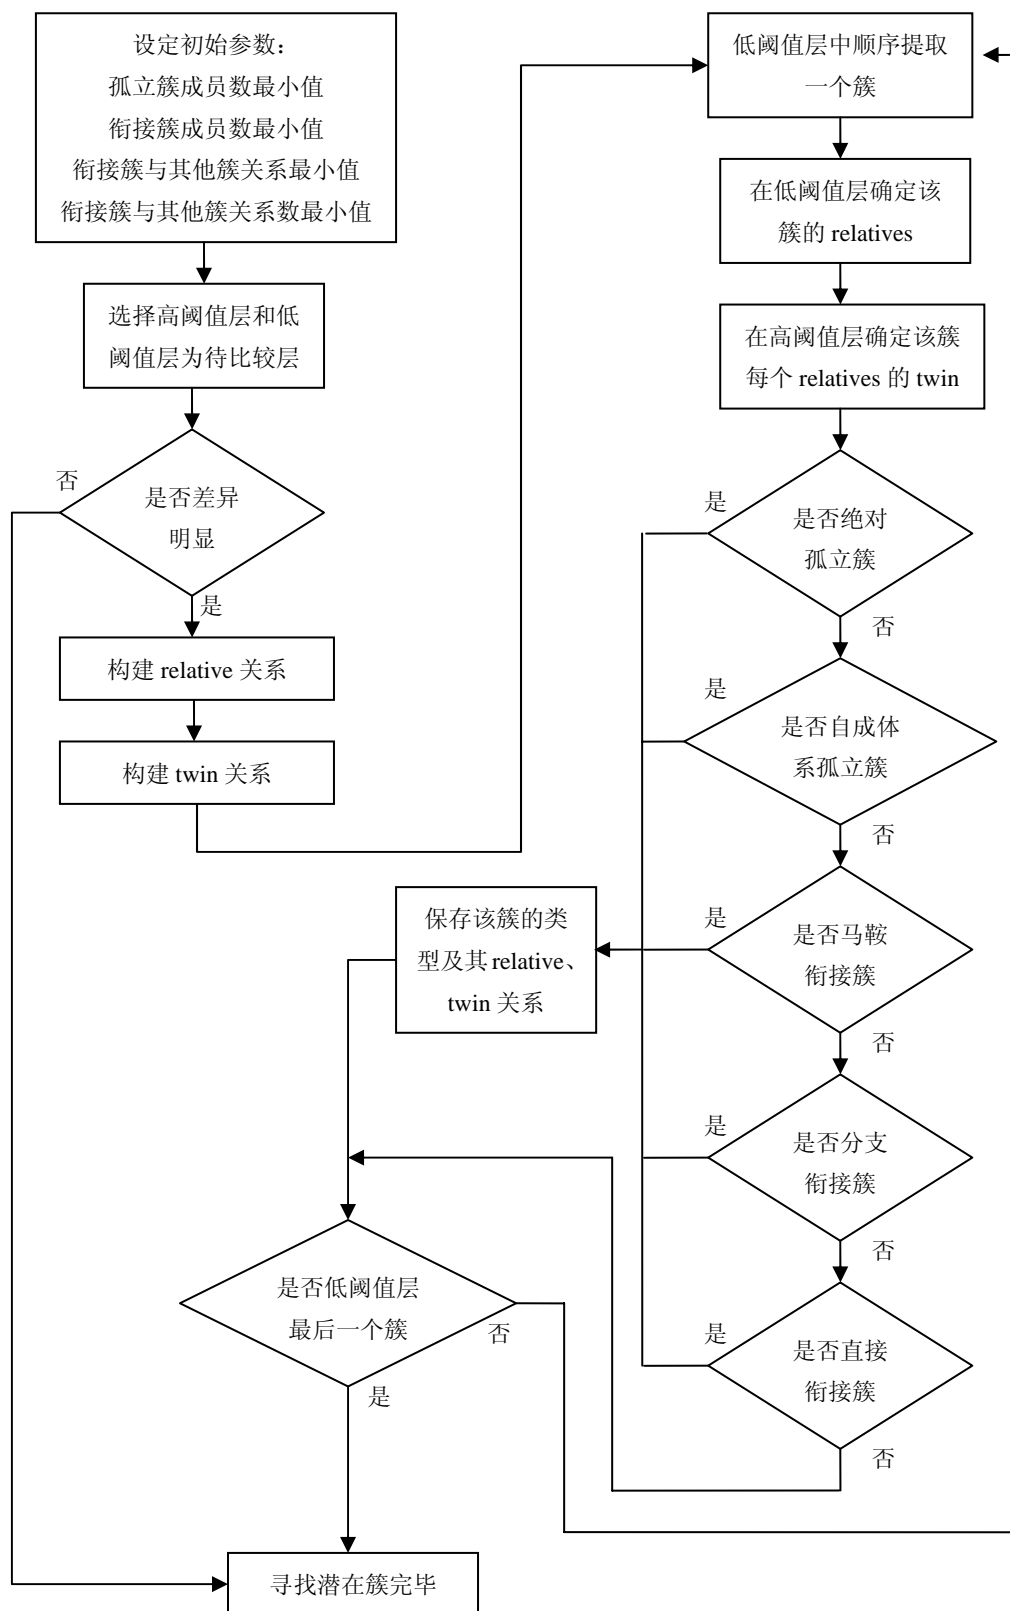 设定初始参数：
孤立簇成员数最小值
衔接簇成员数最小值
衔接簇与其他簇关系最小值
衔接簇与其他簇关系数最小值
选择高阈值层和低
阈值层为待比较层
否
是否差异
明显
是
构建 relative 关系
构建 twin 关系
低阈值层中顺序提取
一个簇
在低阈值层确定该
簇的 relatives
在高阈值层确定该簇
每个 relatives 的 twin
是
是否绝对
孤立簇
否
是
是否自成体
系孤立簇
否
是
是否马鞍
衔接簇
否
是
是否分支
衔接簇
否
是
是否直接
衔接簇
否
保存该簇的类
型及其 relative、
twin 关系
是否低阈值层
最后一个簇
否
是
寻找潜在簇完毕